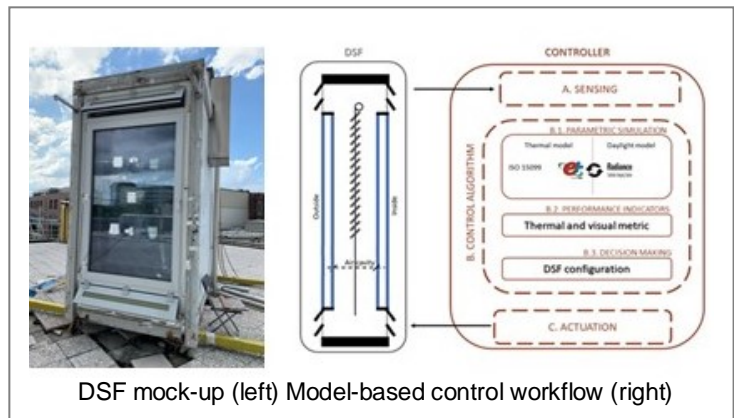 DSF
CONTROLLER
A. SENSING
B. CONTROL ALGORITHM
B.1. PARAMETRIC SIMULATION
Thermal model
Daylight model
ISO 15099
Radiance
B.2. PERFORMANCE INDICATORS
Thermal and visual metric
B.3. DECISION MAKING
DSF configuration
C. ACTUATION
Outside
Inside
Air cavity
DSF mock-up (left) Model-based control workflow (right)